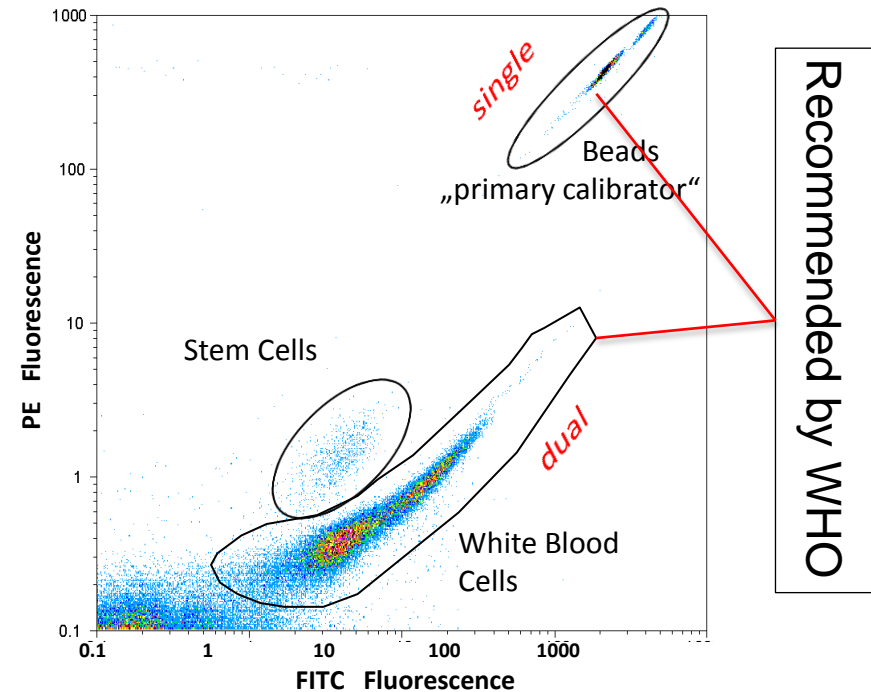 1000
100
10
1
0.1
PE Fluorescence
single
Beads
„primary calibrator“
Stem Cells
dual
White Blood
Cells
0.1 1 10 100 1000
FITC Fluorescence
Recommended by WHO